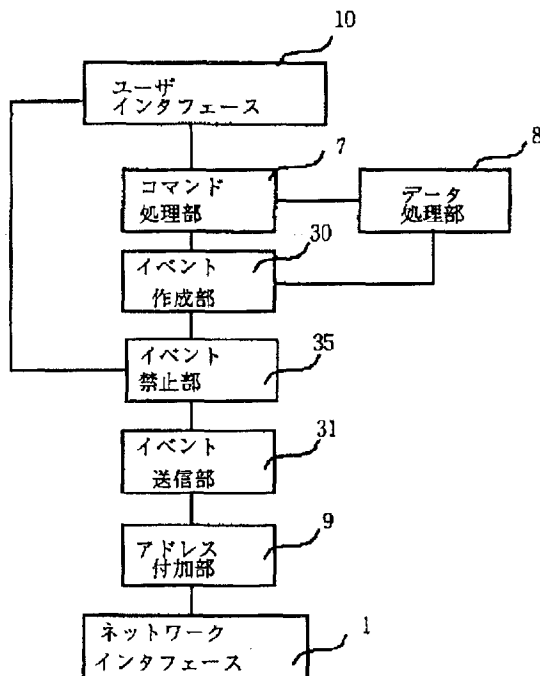 10
ユーザ
インタフェース
7
コマンド
処理部
8
データ
処理部
30
イベント
作成部
35
イベント
禁止部
31
イベント
送信部
9
アドレス
付加部
1
ネットワーク
インタフェース